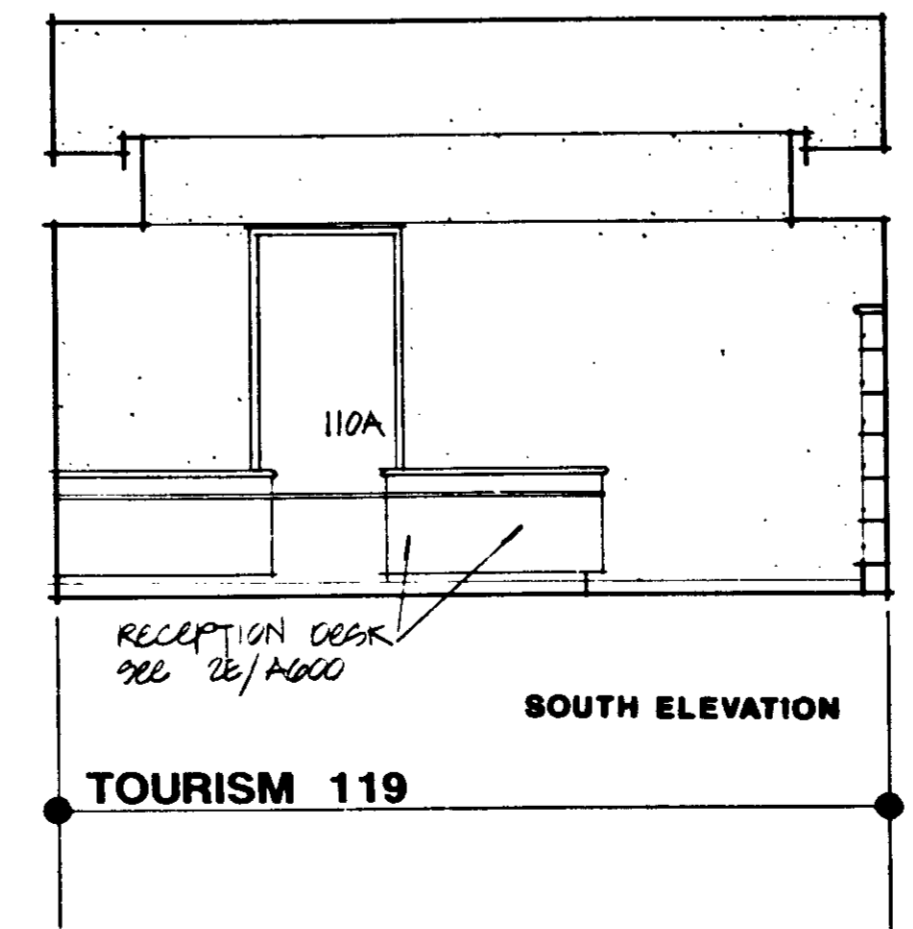 110A
RECEPTION DESK
SEE 2E/A600
SOUTH ELEVATION
TOURISM 119